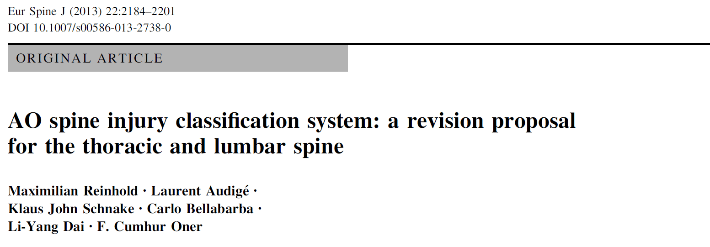 Eur Spine J (2013) 22:2184–2201
DOI 10.1007/s00586-013-2738-0
ORIGINAL ARTICLE
AO spine injury classification system: a revision proposal
for the thoracic and lumbar spine
Maximilian Reinhold · Laurent Audigé ·
Klaus John Schnake · Carlo Bellabarba ·
Li-Yang Dai · F. Cumhur Oner